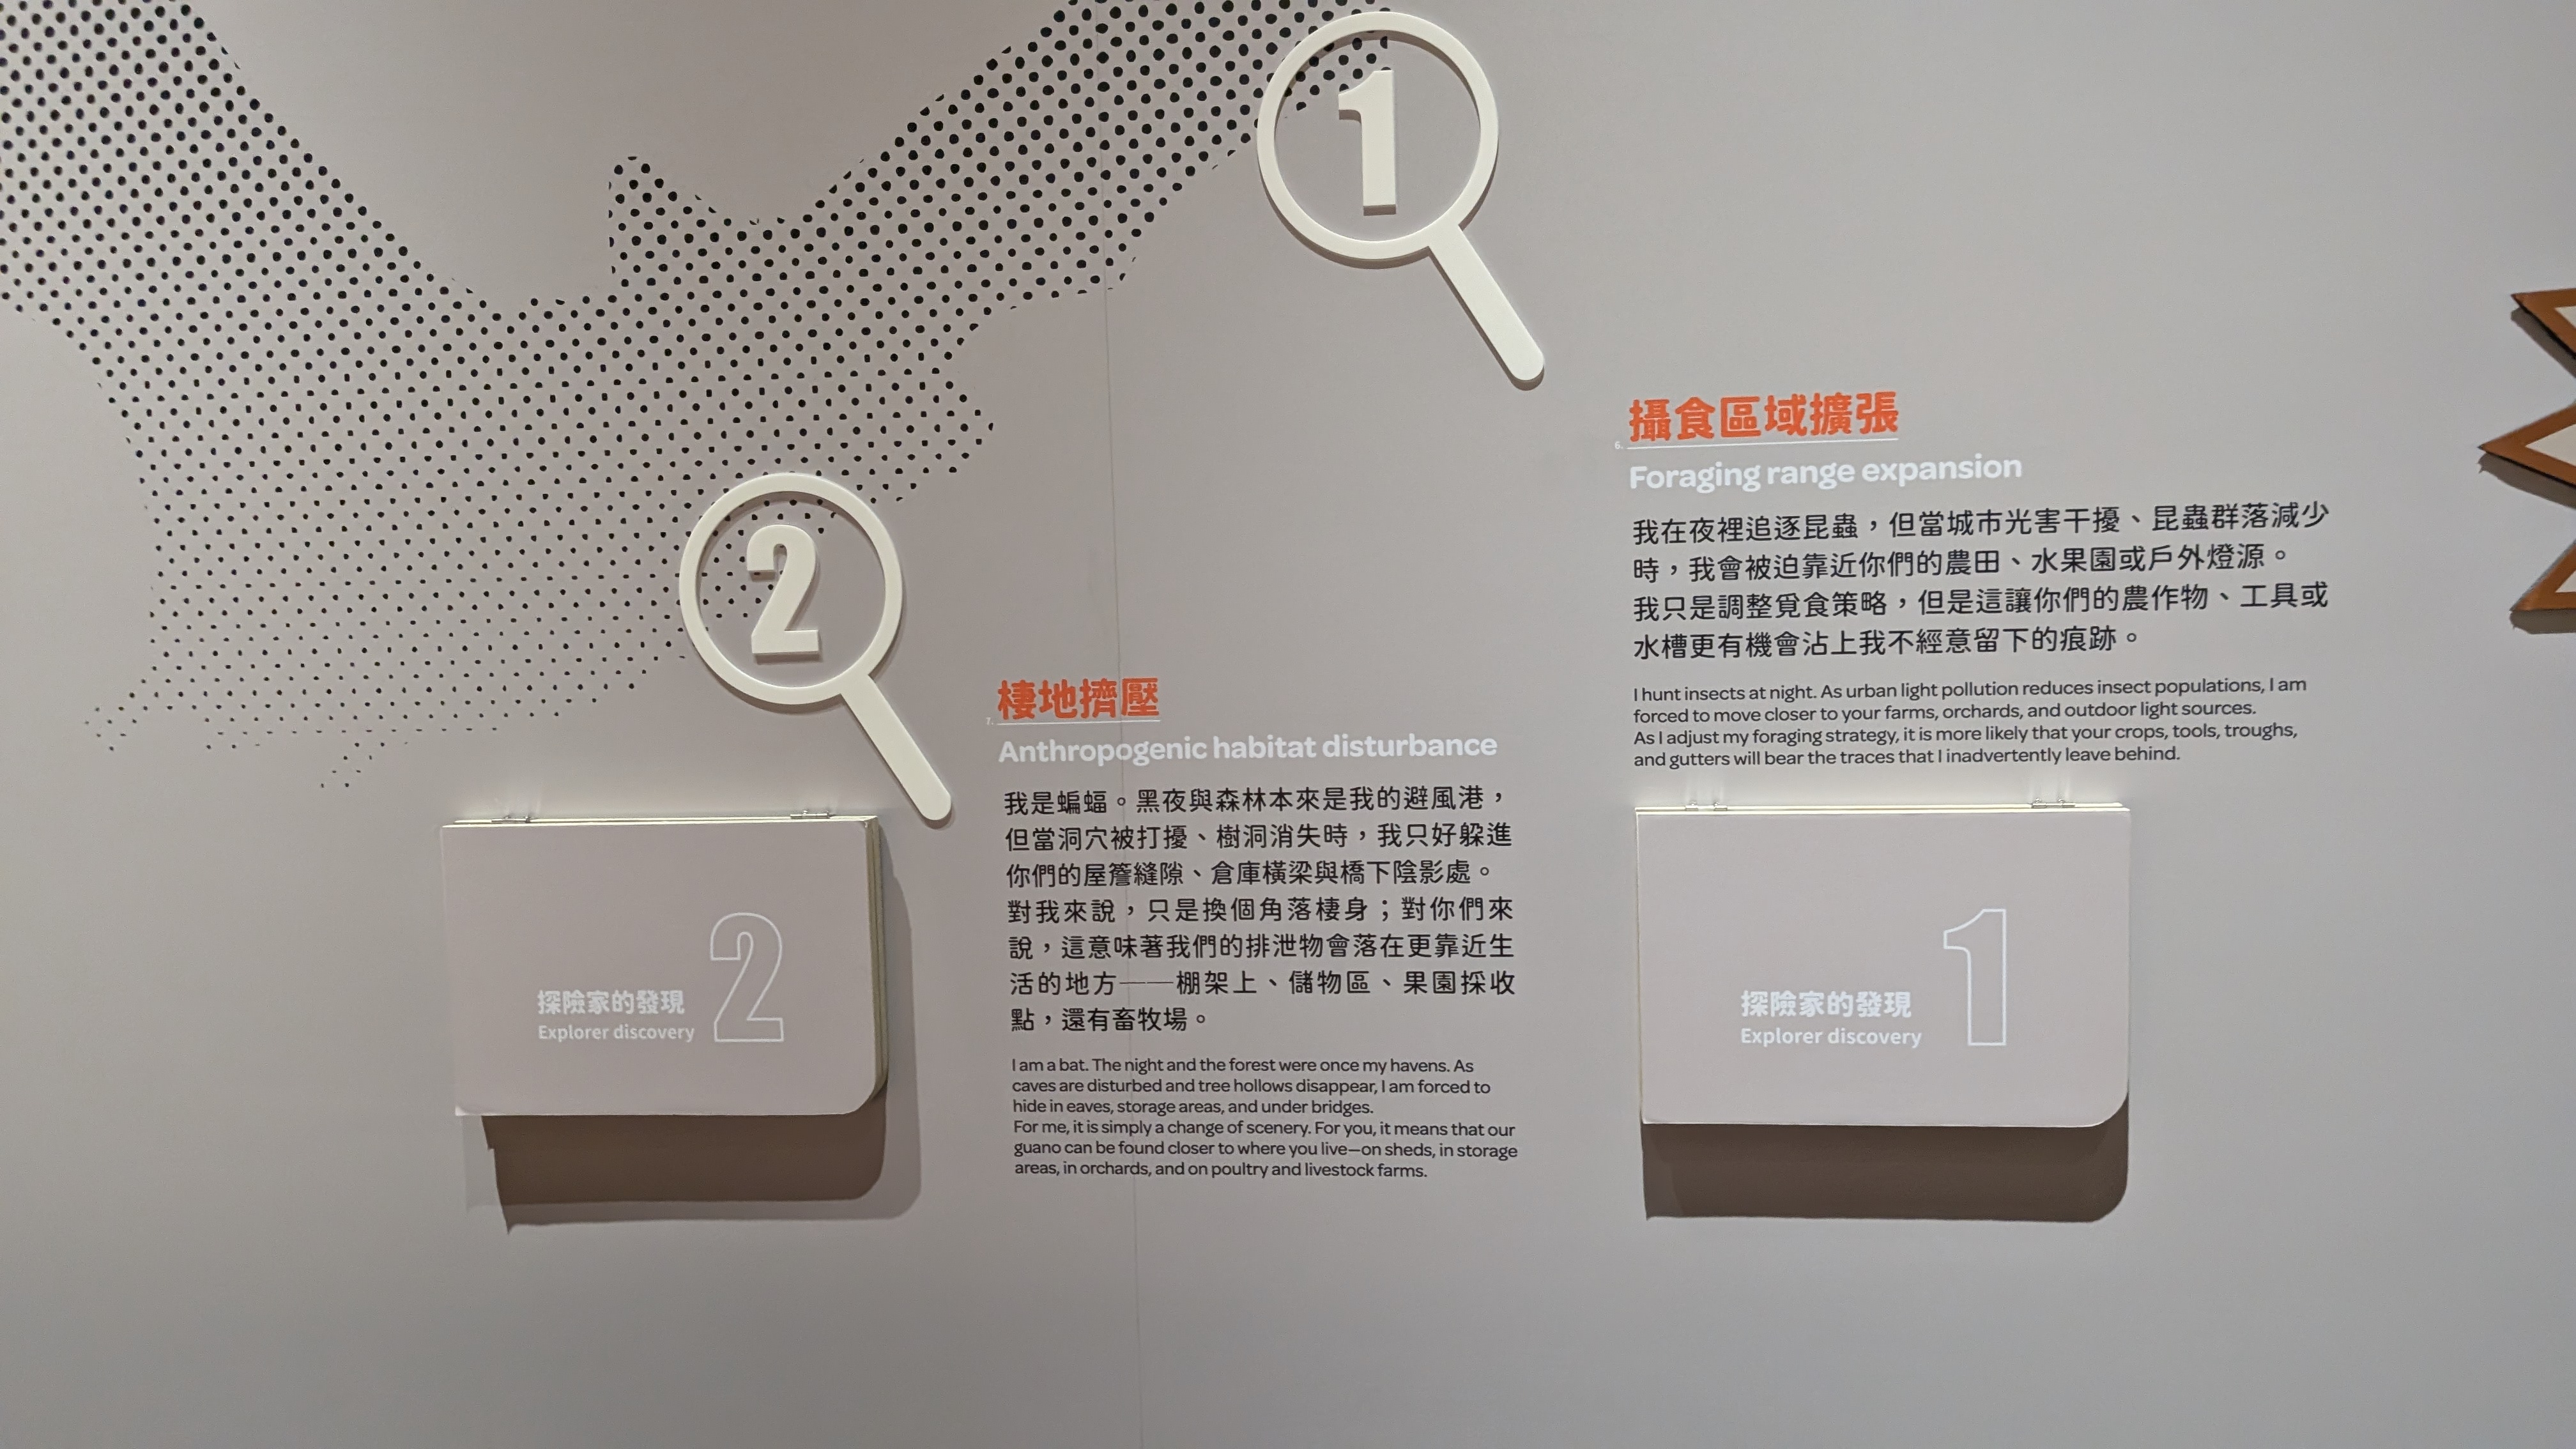 1
6.
攝食區域擴張
Foraging range expansion
我在夜裡追逐昆蟲，但當城市光害干擾、昆蟲群落減少
時，我會被迫靠近你們的農田、水果園或戶外燈源。
我只是調整覓食策略，但是這讓你們的農作物、工具或
水槽更有機會沾上我不經意留下的痕跡。
I hunt insects at night. As urban light pollution reduces insect populations, I am
forced to move closer to your farms, orchards, and outdoor light sources.
As I adjust my foraging strategy, it is more likely that your crops, tools, troughs,
and gutters will bear the traces that I inadvertently leave behind.
探險家的發現
Explorer discovery
1
2
7.
棲地擠壓
Anthropogenic habitat disturbance
我是蝙蝠。黑夜與森林本來是我的避風港，
但當洞穴被打擾、樹洞消失時，我只好躲進
你們的屋簷縫隙、倉庫橫梁與橋下陰影處。
對我來說，只是換個角落棲身；對你們來
說，這意味著我們的排泄物會落在更靠近生
活的地方——棚架上、儲物區、果園採收
點，還有畜牧場。
I am a bat. The night and the forest were once my havens. As
caves are disturbed and tree hollows disappear, I am forced to
hide in eaves, storage areas, and under bridges.
For me, it is simply a change of scenery. For you, it means that our
guano can be found closer to where you live—on sheds, in storage
areas, in orchards, and on poultry and livestock farms.
探險家的發現
Explorer discovery
2